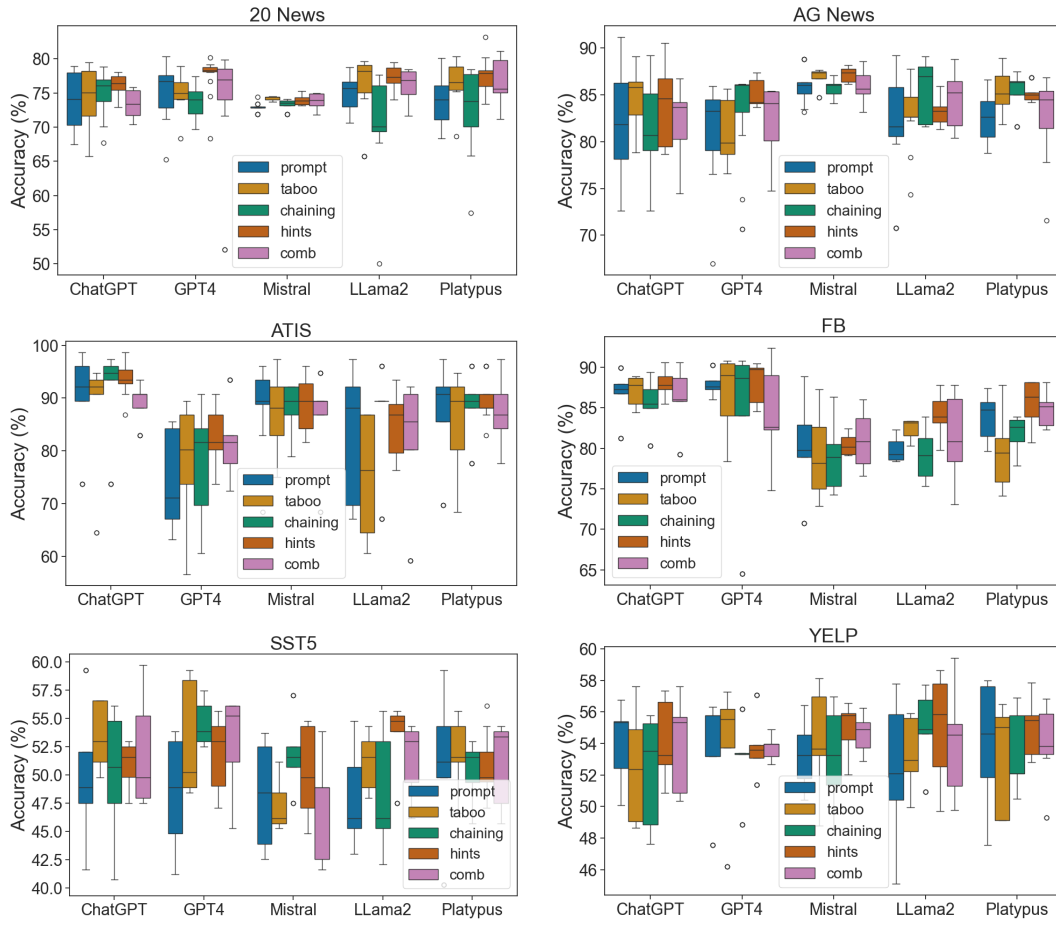 20 News
Accuracy (%)
80
75
70
65
60
55
50
prompt
taboo
chaining
hints
comb
ChatGPT GPT4 Mistral LLama2 Platypus
AG News
Accuracy (%)
90
85
80
75
70
prompt
taboo
chaining
hints
comb
ChatGPT GPT4 Mistral LLama2 Platypus
ATIS
Accuracy (%)
100
90
80
70
60
prompt
taboo
chaining
hints
comb
ChatGPT GPT4 Mistral LLama2 Platypus
FB
Accuracy (%)
90
85
80
75
70
65
prompt
taboo
chaining
hints
comb
ChatGPT GPT4 Mistral LLama2 Platypus
SST5
Accuracy (%)
60.0
57.5
55.0
52.5
50.0
47.5
45.0
42.5
40.0
prompt
taboo
chaining
hints
comb
ChatGPT GPT4 Mistral LLama2 Platypus
YELP
Accuracy (%)
60
58
56
54
52
50
48
46
prompt
taboo
chaining
hints
comb
ChatGPT GPT4 Mistral LLama2 Platypus